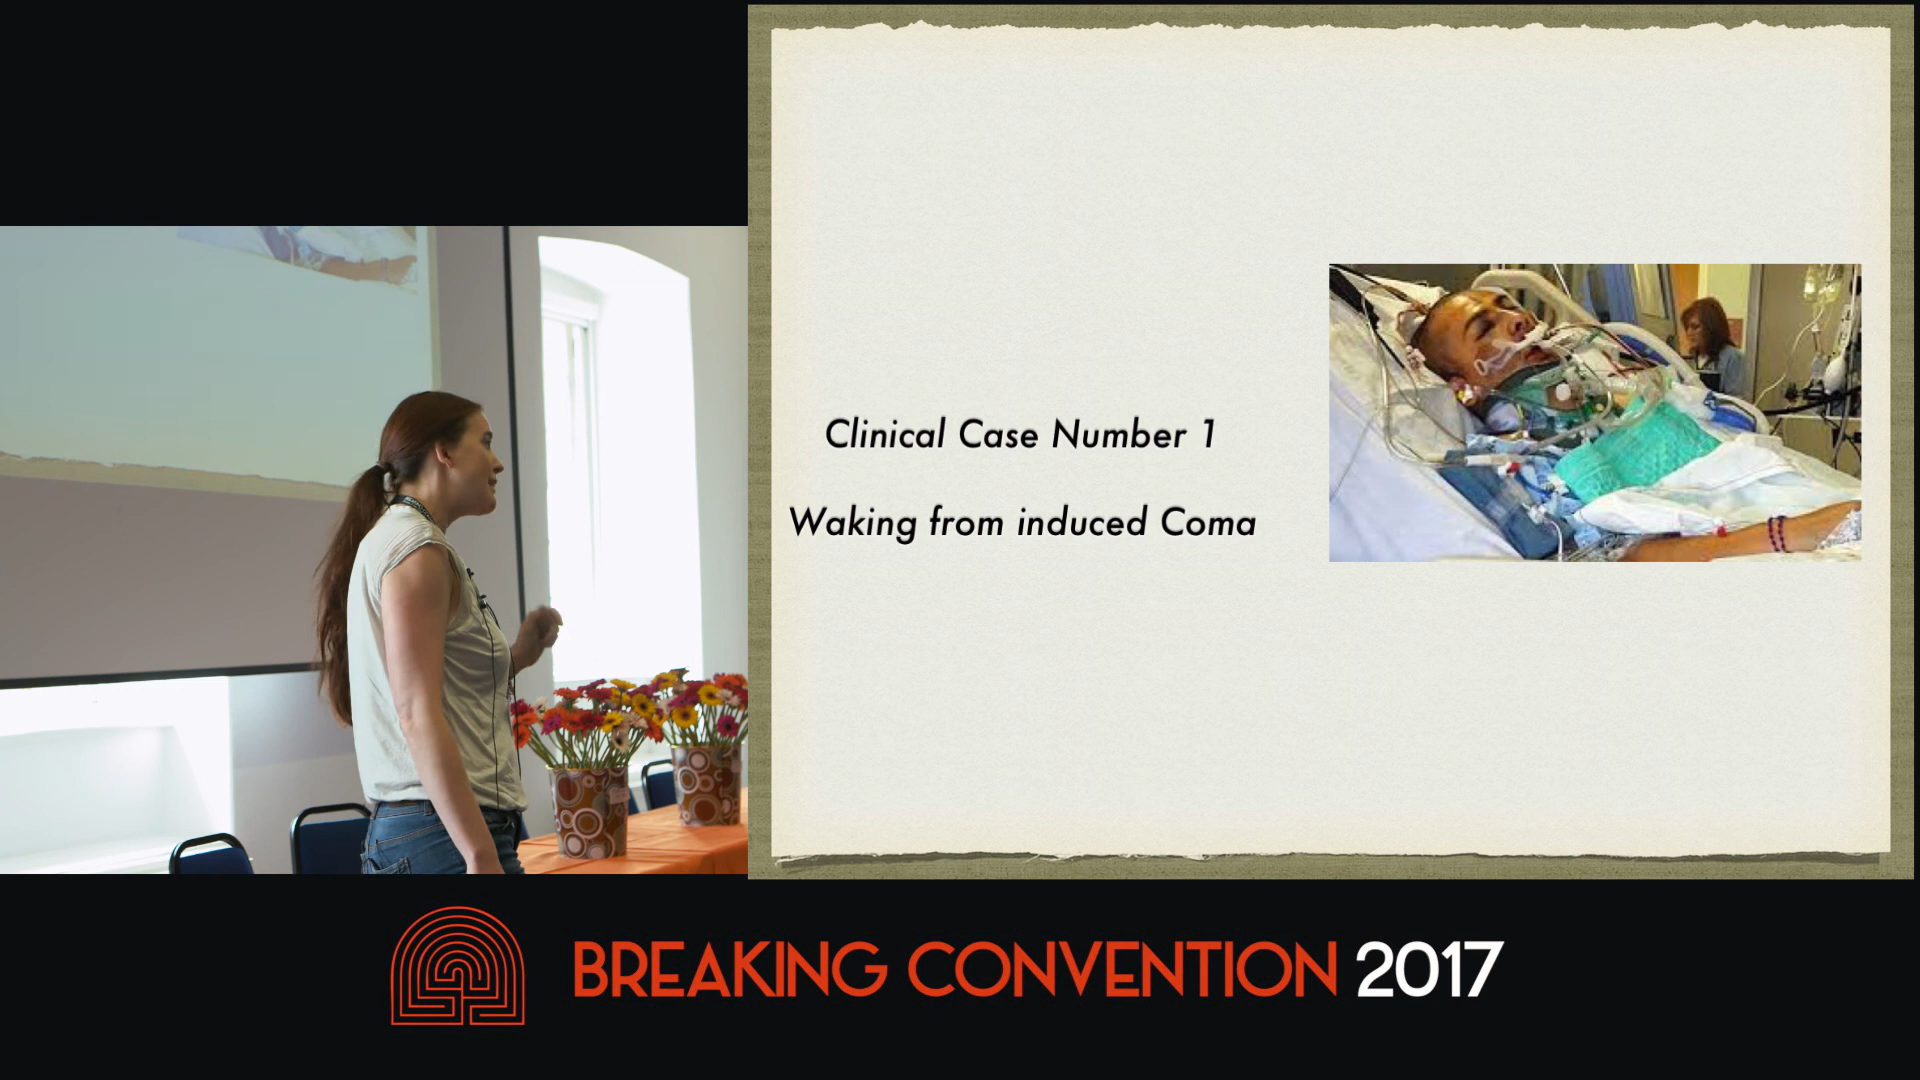 Clinical Case Number 1
Waking from induced Coma
BREAKING CONVENTION 2017